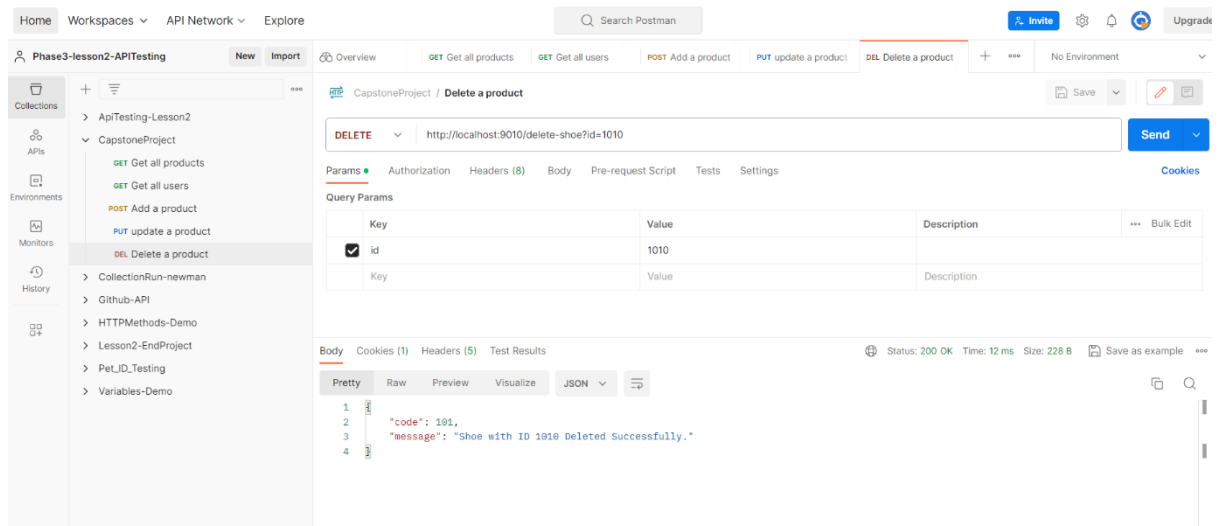 Home Workspaces API Network Explore Search Postman Invite Upgrade
Phase3-lesson2-APITesting New Import Overview GET Get all products GET Get all users POST Add a product PUT update a product DEL Delete a product + No Environment
Collections
APIs
Environments
Monitors
History
ApiTesting-Lesson2
CapstoneProject
GET Get all products
GET Get all users
POST Add a product
PUT update a product
DEL Delete a product
CollectionRun-newman
Github-API
HTTPMethods-Demo
Lesson2-EndProject
Pet_ID_Testing
Variables-Demo
HTTP CapstoneProject / Delete a product Save
DELETE http://localhost:9010/delete-shoe?id=1010 Send
Params Authorization Headers (8) Body Pre-request Script Tests Settings Cookies
Query Params
Key Value Description Bulk Edit
id 1010
Key Value Description
Body Cookies (1) Headers (5) Test Results Status: 200 OK Time: 12 ms Size: 228 B Save as example
Pretty Raw Preview Visualize JSON
1 {
2 "code": 101,
3 "message": "Shoe with ID 1010 Deleted Successfully."
4 }